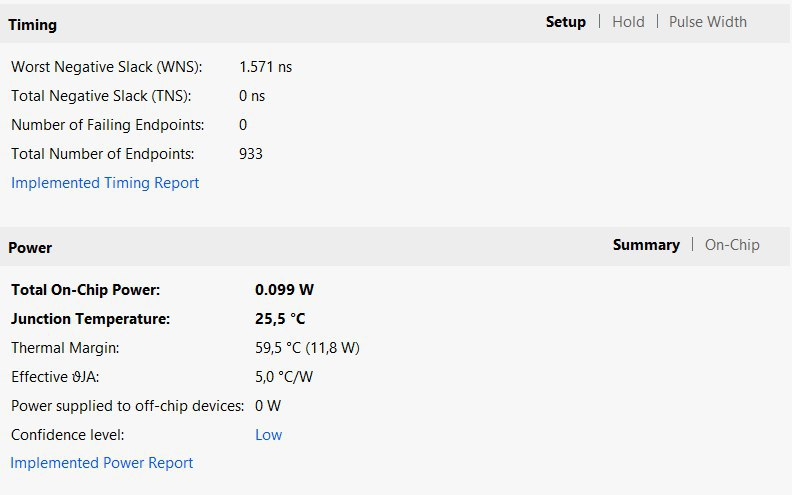 Timing
Setup | Hold | Pulse Width
Worst Negative Slack (WNS): 1.571 ns
Total Negative Slack (TNS): 0 ns
Number of Failing Endpoints: 0
Total Number of Endpoints: 933
Implemented Timing Report
Power
Summary | On-Chip
Total On-Chip Power: 0.099 W
Junction Temperature: 25,5 °C
Thermal Margin: 59,5 °C (11,8 W)
Effective ϑJA: 5,0 °C/W
Power supplied to off-chip devices: 0 W
Confidence level: Low
Implemented Power Report